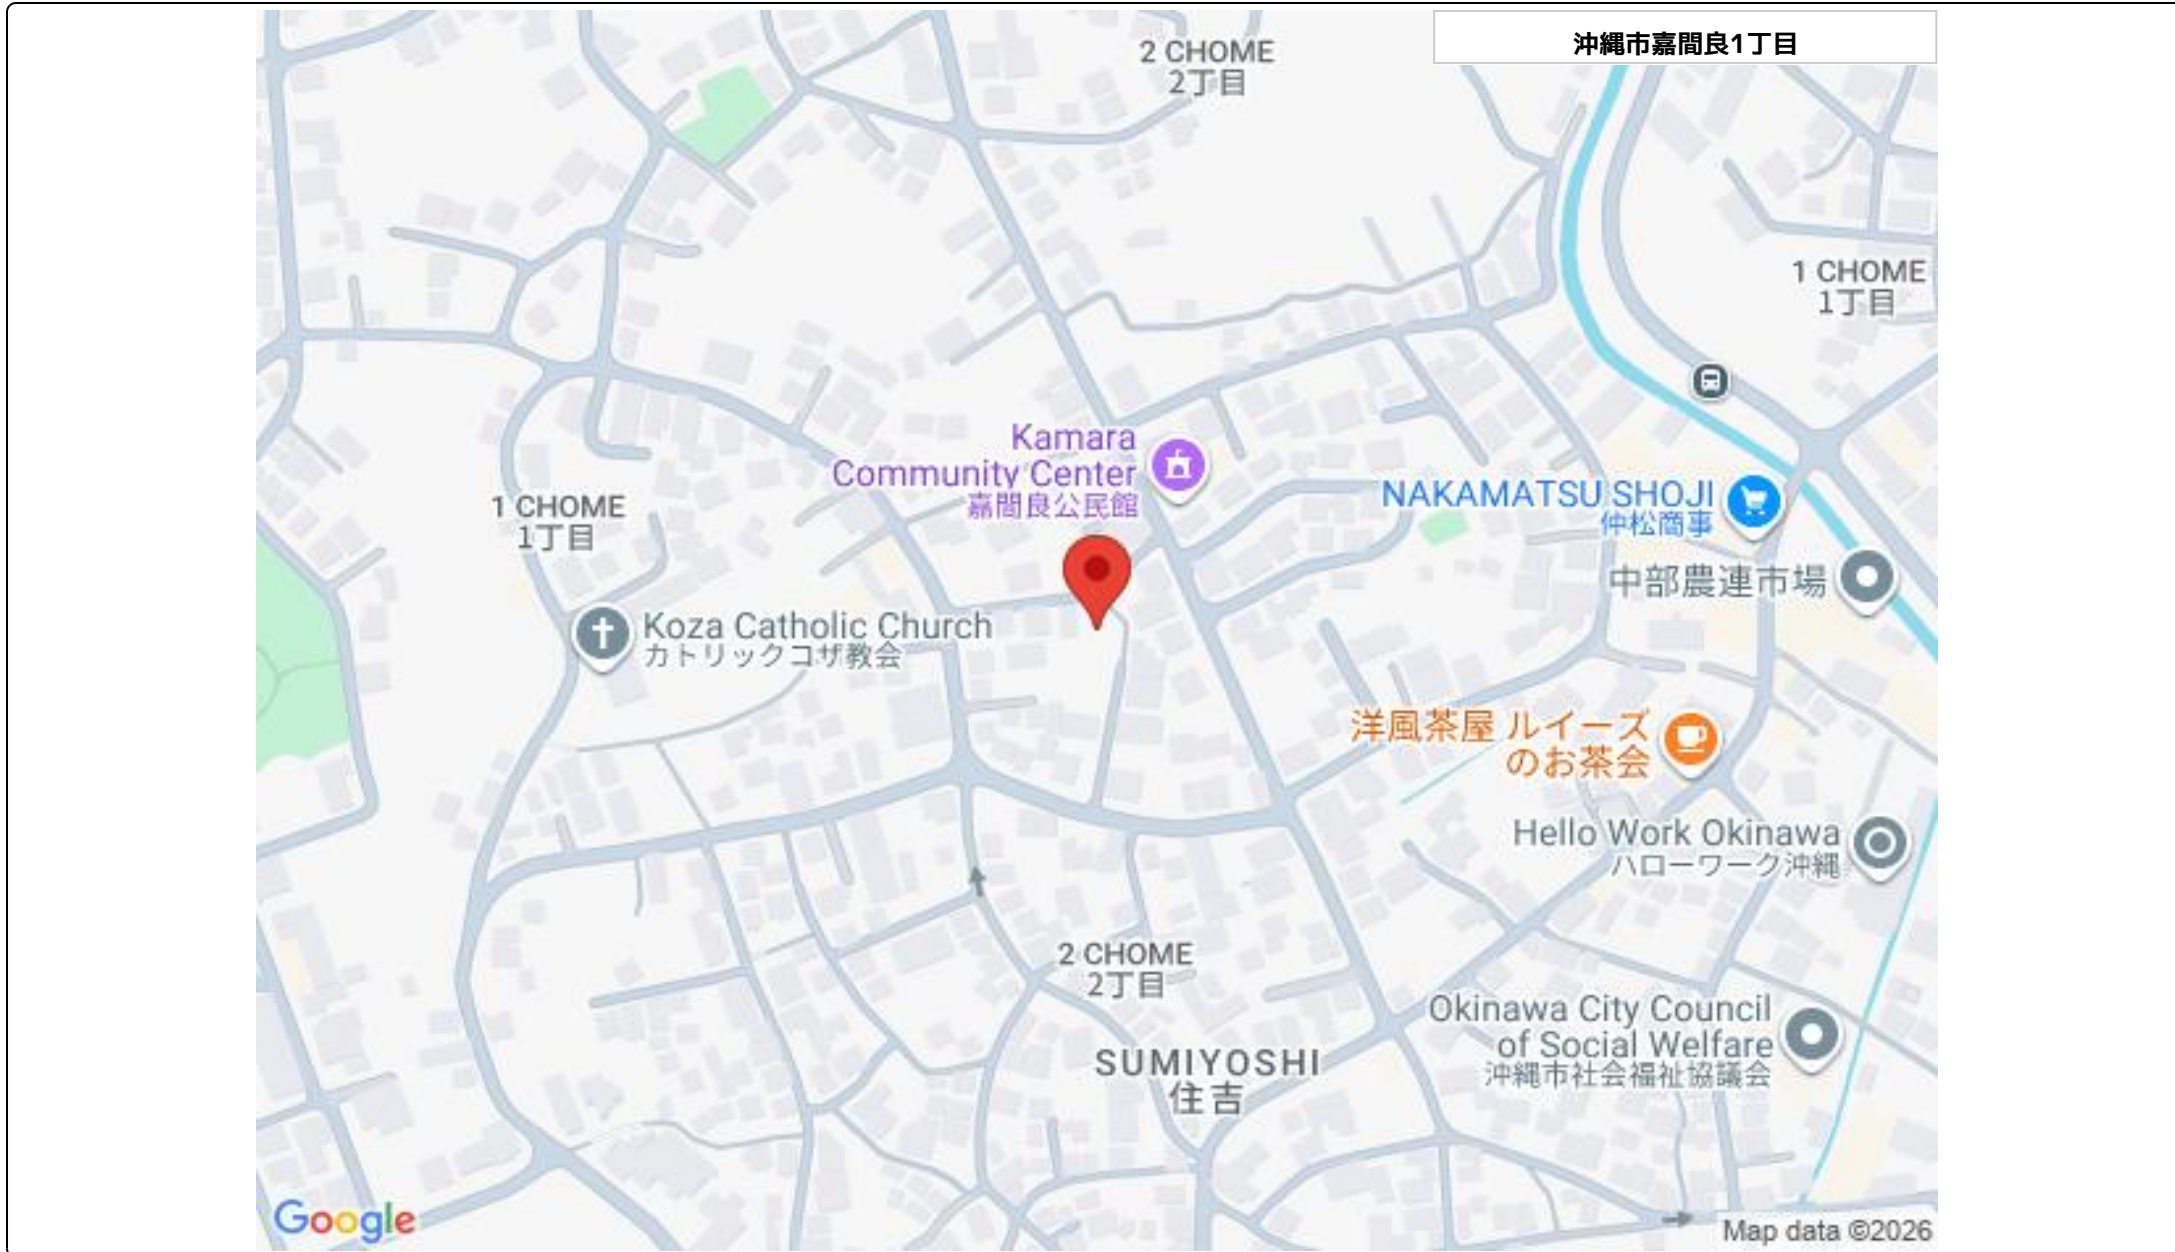 沖縄市嘉間良1丁目
2 CHOME
2丁目
1 CHOME
1丁目
Kamara
Community Center
嘉間良公民館
NAKAMATSU SHOJI
仲松商事
1 CHOME
1丁目
中部農連市場
Koza Catholic Church
カトリックコザ教会
洋風茶屋 ルイーズ
のお茶会
Hello Work Okinawa
ハローワーク沖縄
2 CHOME
2丁目
Okinawa City Council
of Social Welfare
沖縄市社会福祉協議会
SUMIYOSHI
住吉
Google
Map data ©2026